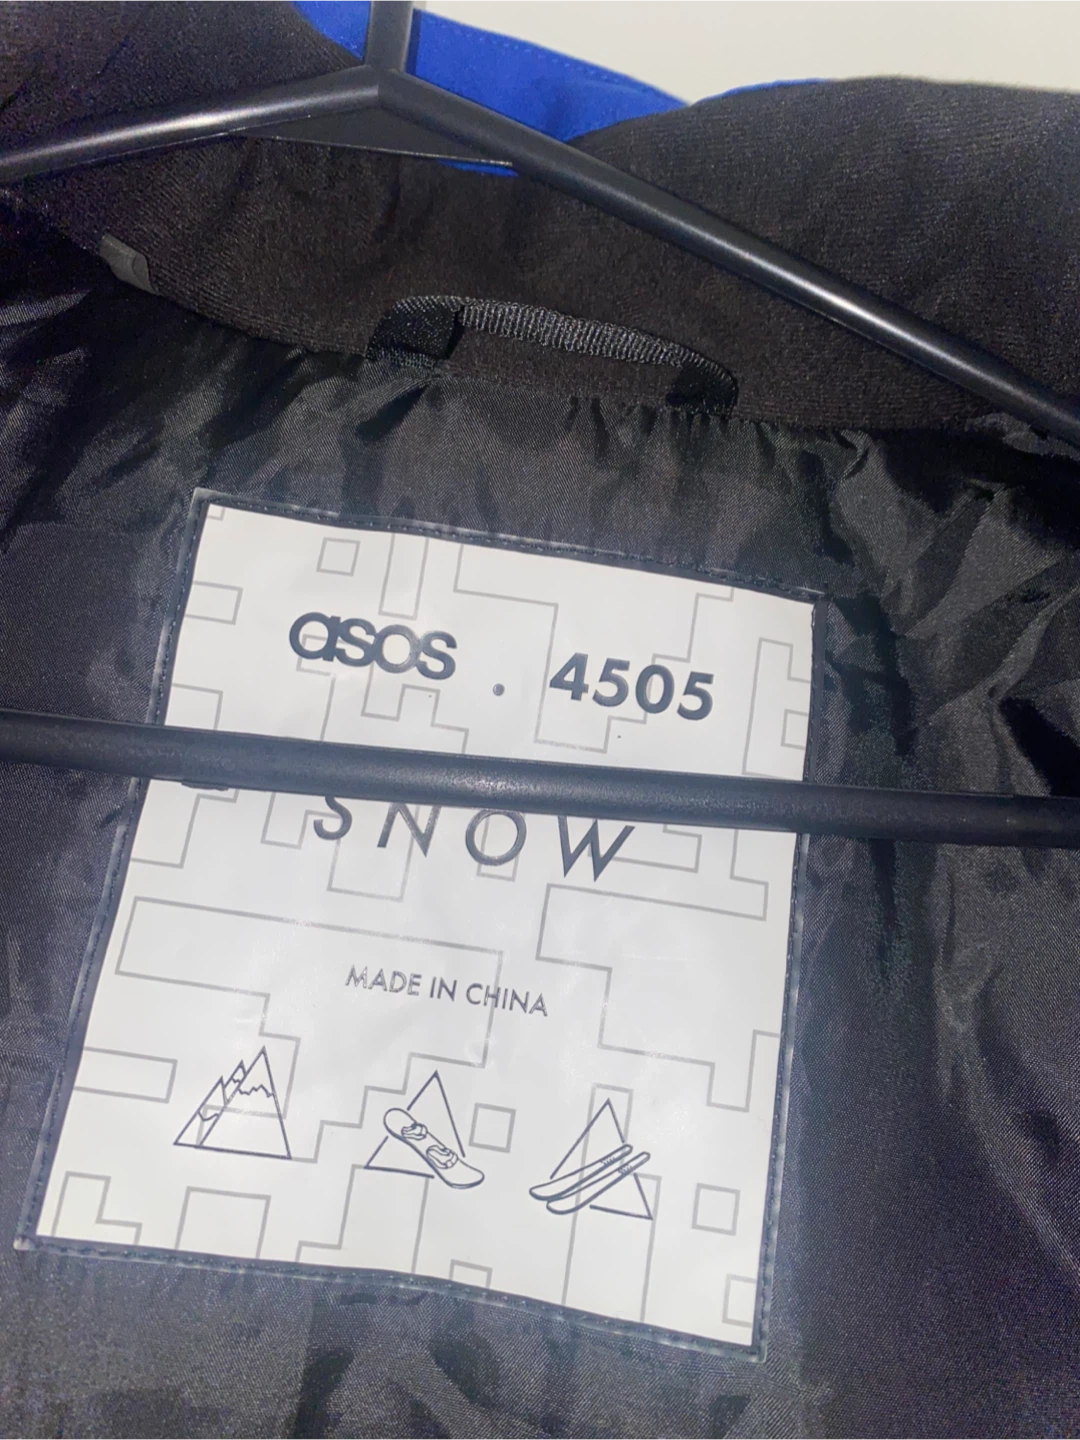 asos . 4505
SNOW
MADE IN CHINA